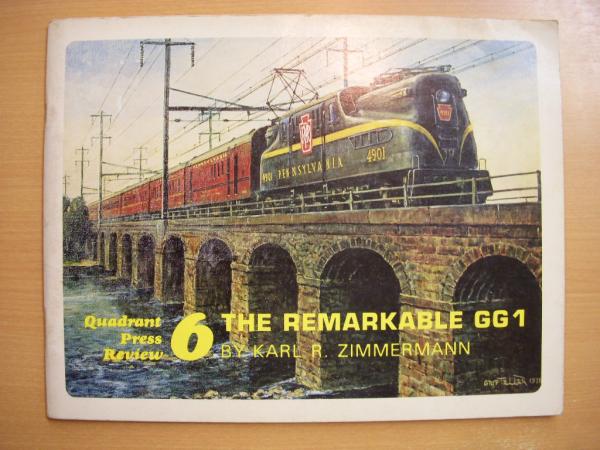 4901 PENNSYLVANIA 4901
Quadrant
Press
Review
6
THE REMARKABLE GG1
BY KARL R. ZIMMERMANN